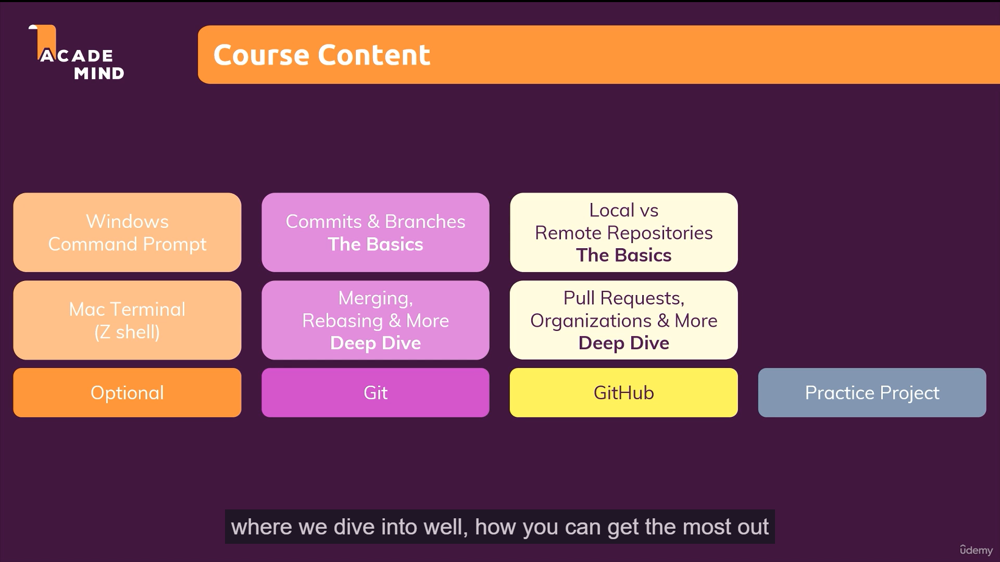 ACADE
MIND
Course Content
Windows
Command Prompt
Commits & Branches
The Basics
Local vs
Remote Repositories
The Basics
Mac Terminal
(Z shell)
Merging,
Rebasing & More
Deep Dive
Pull Requests,
Organizations & More
Deep Dive
Optional
Git
GitHub
Practice Project
where we dive into well, how you can get the most out
udemy